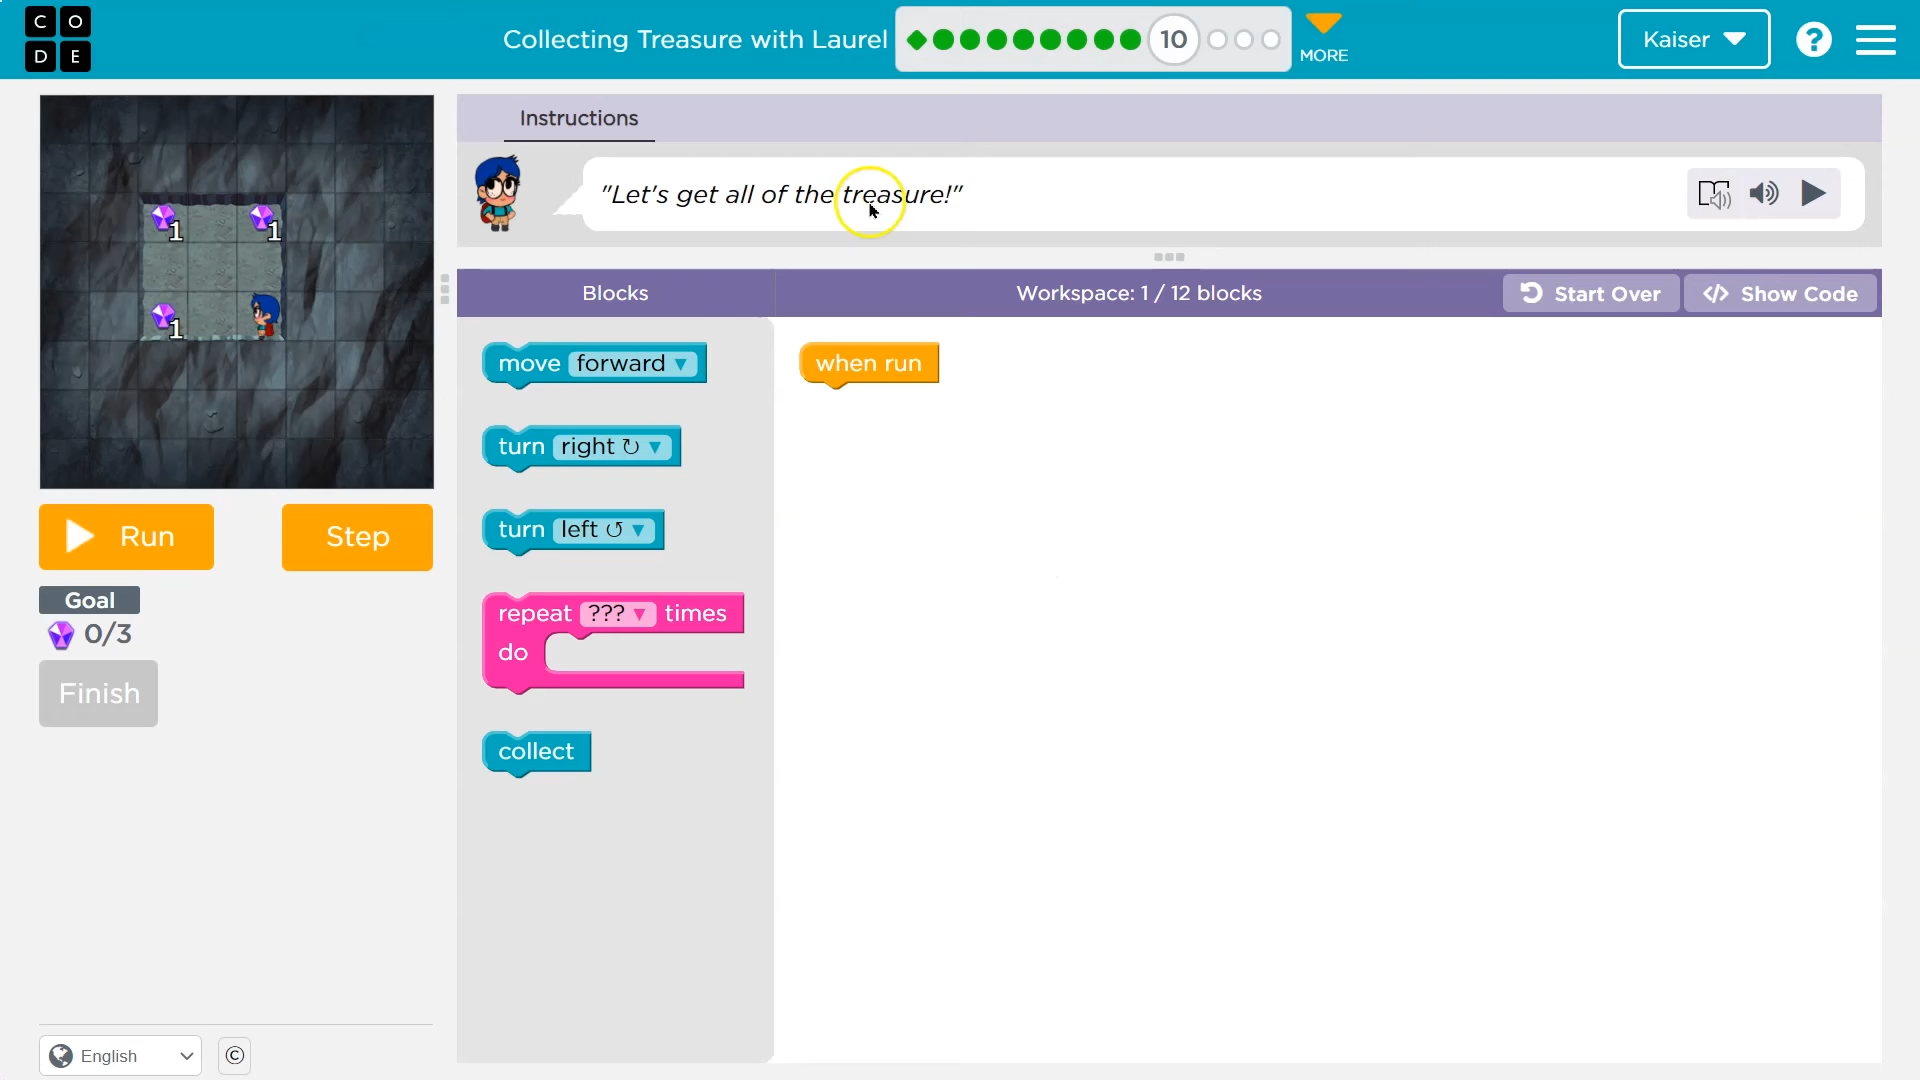 CO
DE
Collecting Treasure with Laurel
10
MORE
Kaiser
?
Instructions
"Let's get all of the treasure!"
1
1
1
Blocks
Workspace: 1 / 12 blocks
Start Over
</> Show Code
move forward
turn right ↻
turn left ↺
repeat ??? times
do
collect
when run
Run
Step
Goal
0/3
Finish
English
©